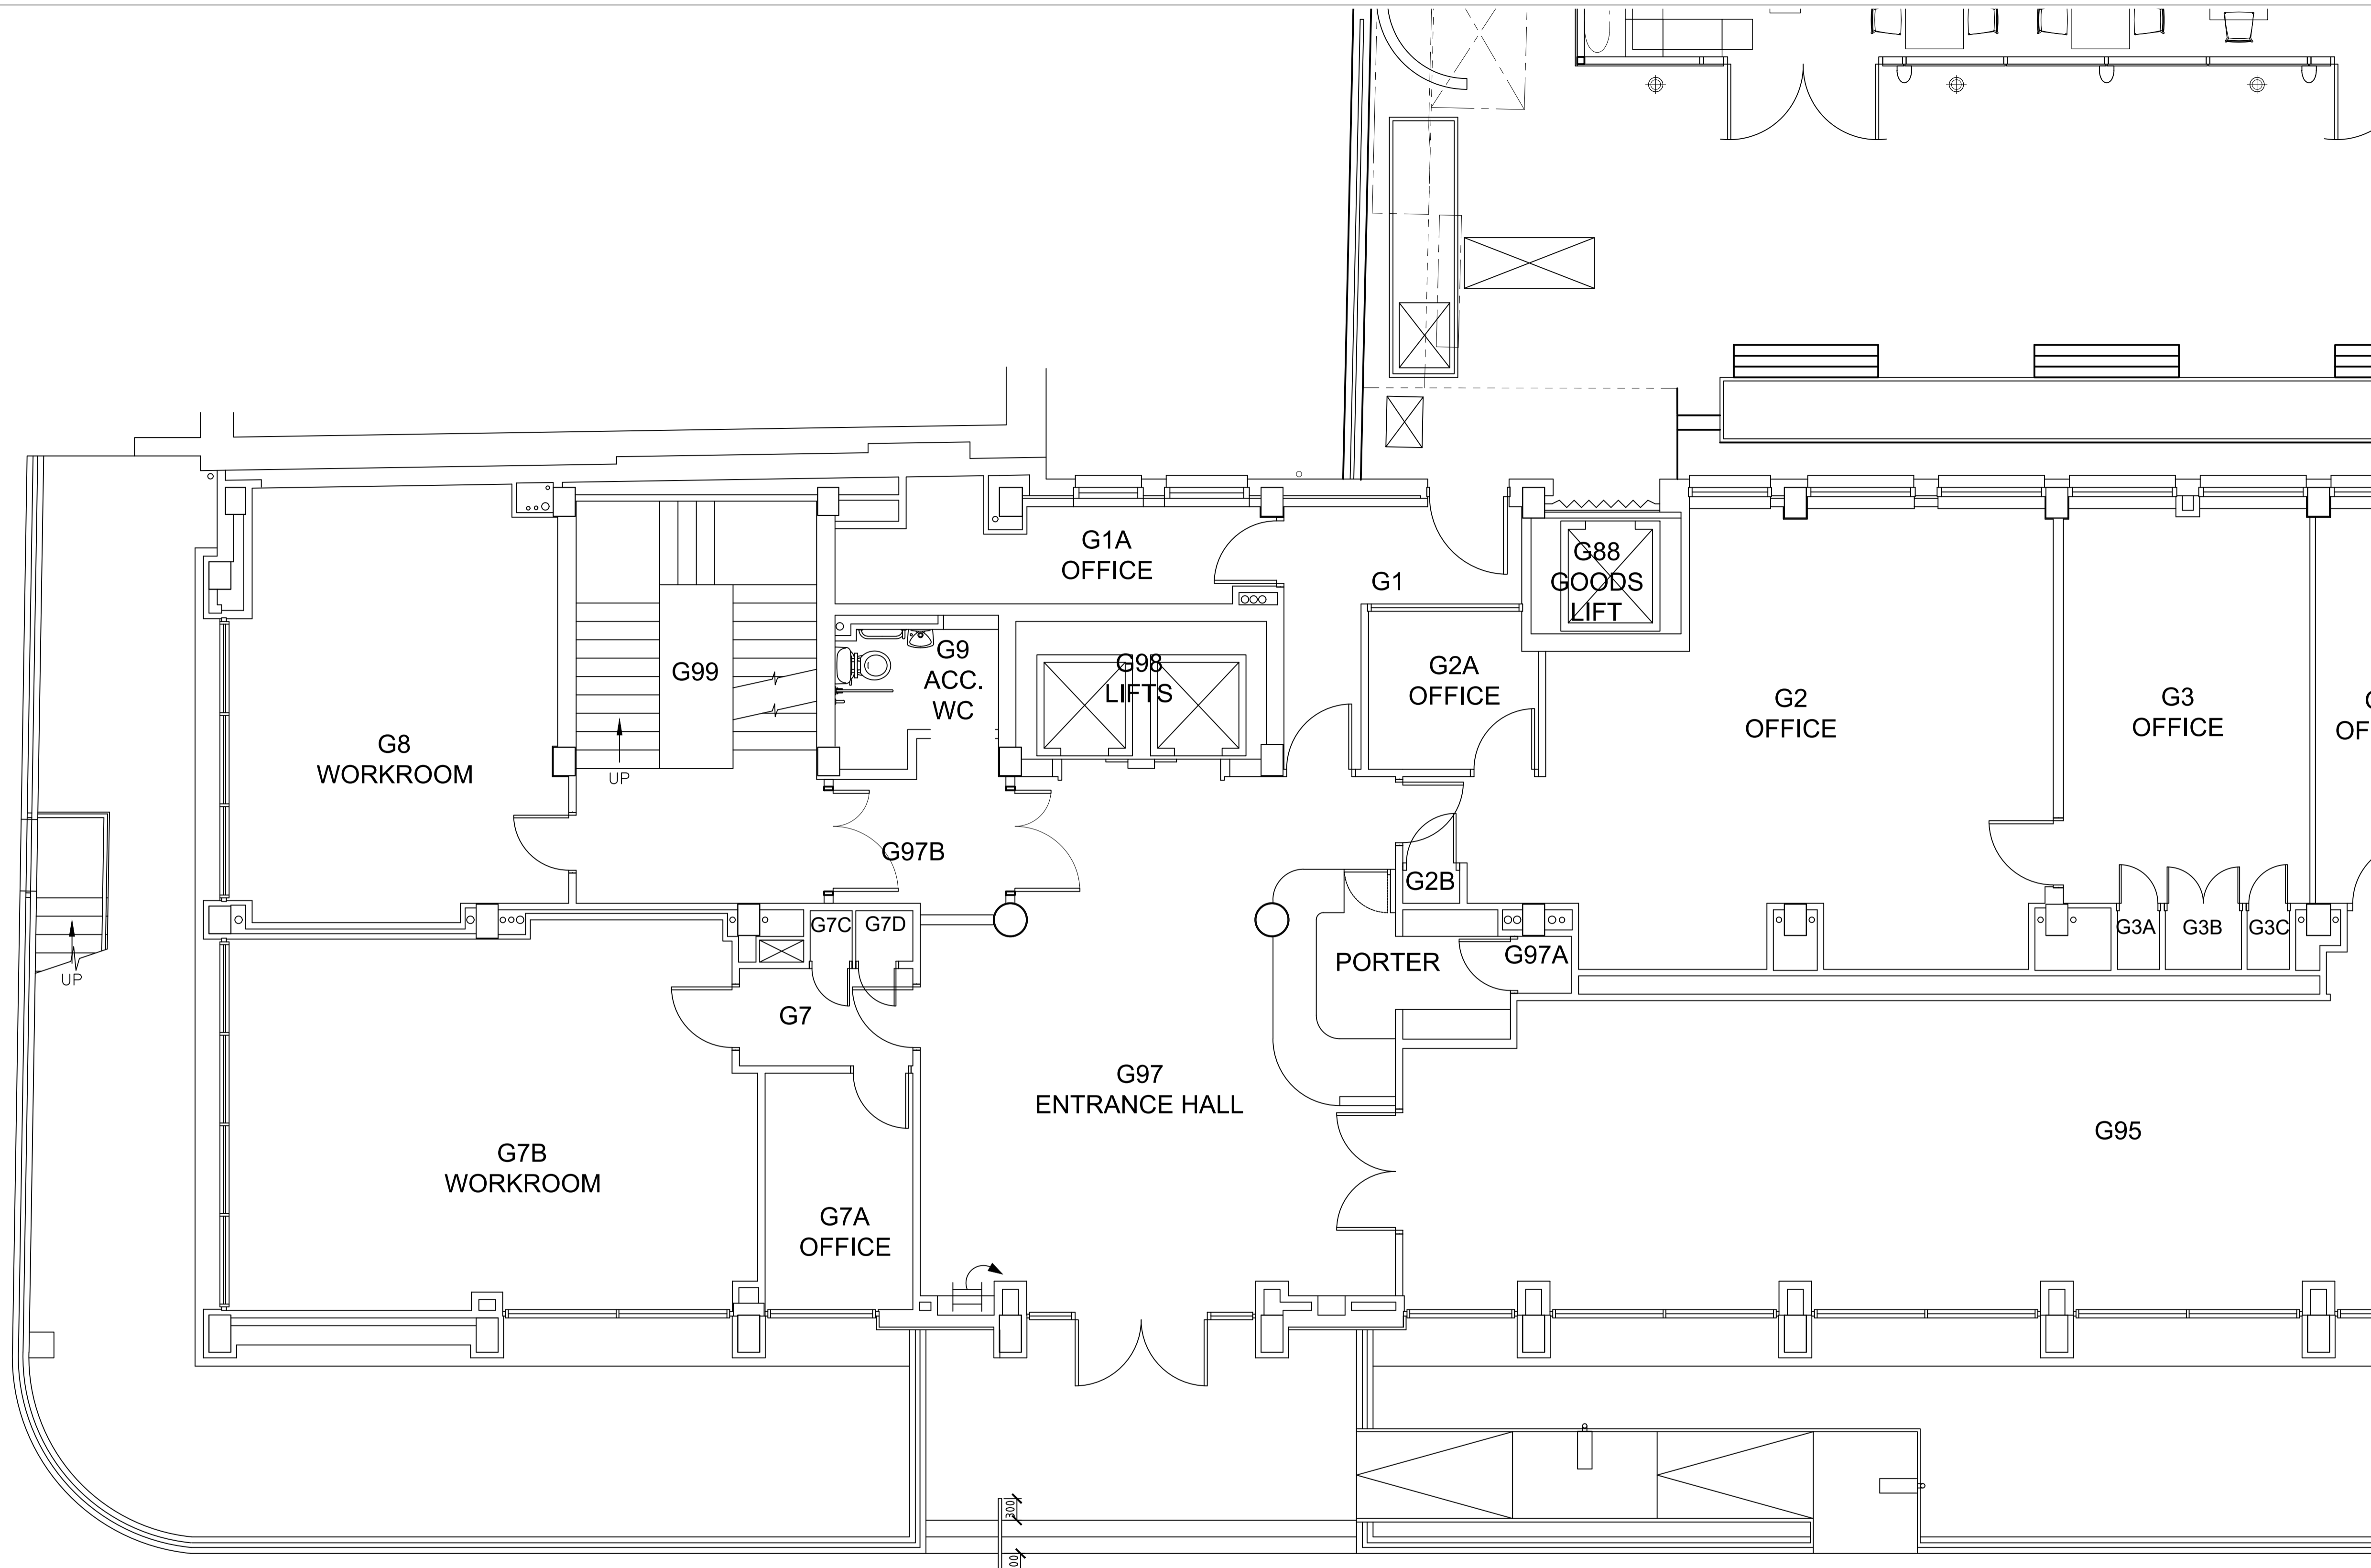 G1A
OFFICE
G1
G88
GOODS
LIFT
G9
ACC.
WC
G98
LIFTS
G99
UP
G2A
OFFICE
G2
OFFICE
G3
OFFICE
G8
WORKROOM
G97B
G2B
G7C
G7D
G3A
G3B
G3C
PORTER
G97A
UP
G7
G97
ENTRANCE HALL
G95
G7B
WORKROOM
G7A
OFFICE
300